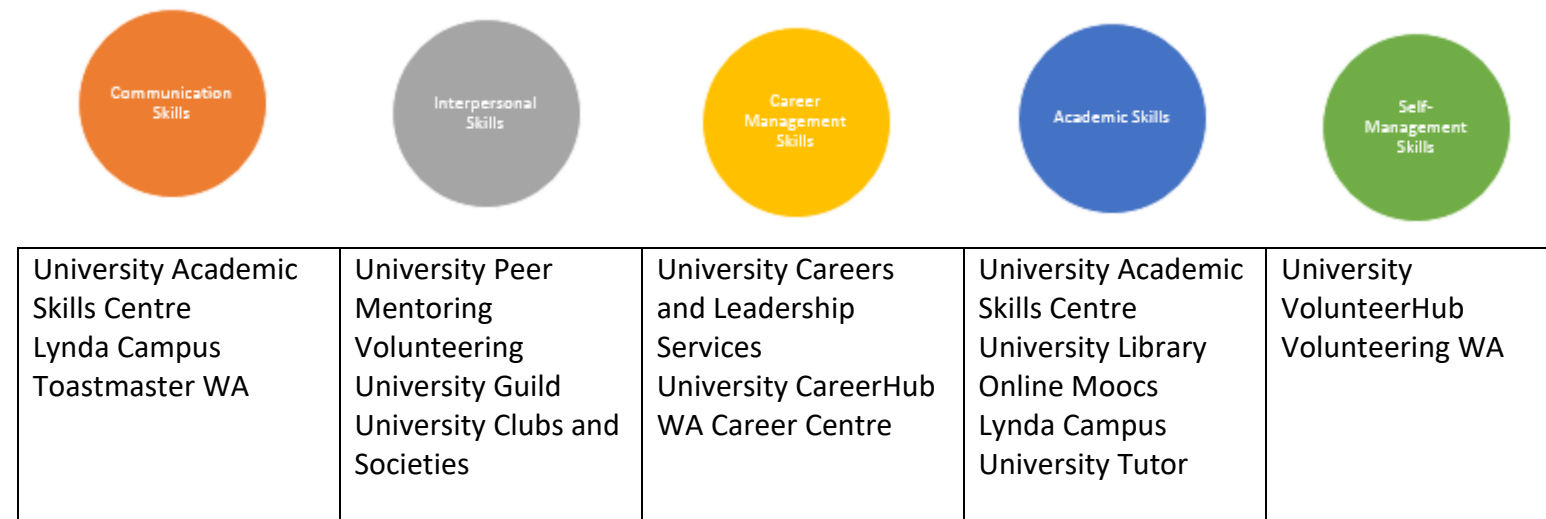 Communication
Skills
Interpersonal
Skills
Career
Management
Skills
Academic Skills
Self-
Management
Skills
University Academic
Skills Centre
Lynda Campus
Toastmaster WA
University Peer
Mentoring
Volunteering
University Guild
University Clubs and
Societies
University Careers
and Leadership
Services
University CareerHub
WA Career Centre
University Academic
Skills Centre
University Library
Online Moocs
Lynda Campus
University Tutor
University
VolunteerHub
Volunteering WA